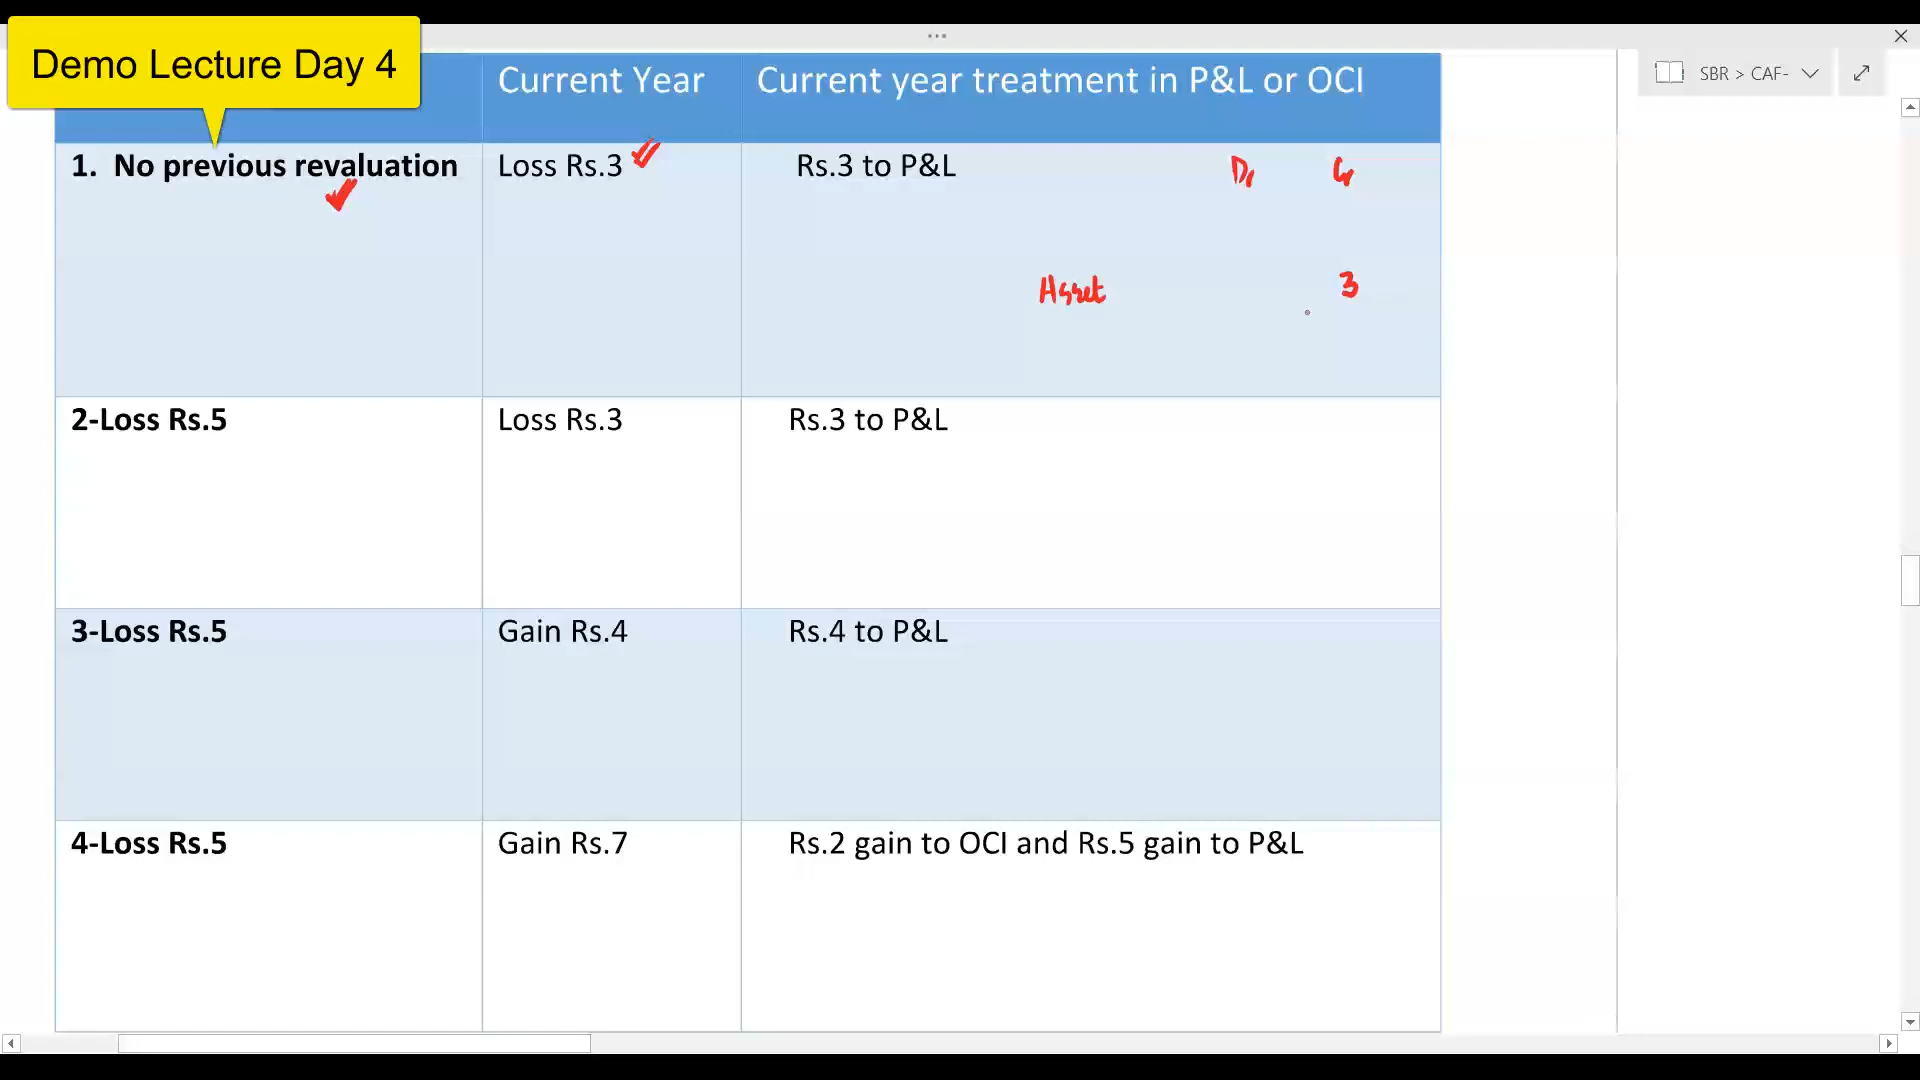 Demo Lecture Day 4
SBR > CAF-
Current Year
Current year treatment in P&L or OCI
1. No previous revaluation
Loss Rs.3
Rs.3 to P&L
Dr
Cr
Asset
3
2-Loss Rs.5
Loss Rs.3
Rs.3 to P&L
3-Loss Rs.5
Gain Rs.4
Rs.4 to P&L
4-Loss Rs.5
Gain Rs.7
Rs.2 gain to OCI and Rs.5 gain to P&L